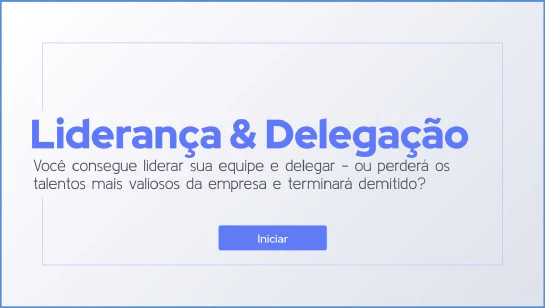 Liderança & Delegação
Você consegue liderar sua equipe e delegar - ou perderá os
talentos mais valiosos da empresa e terminará demitido?
Iniciar